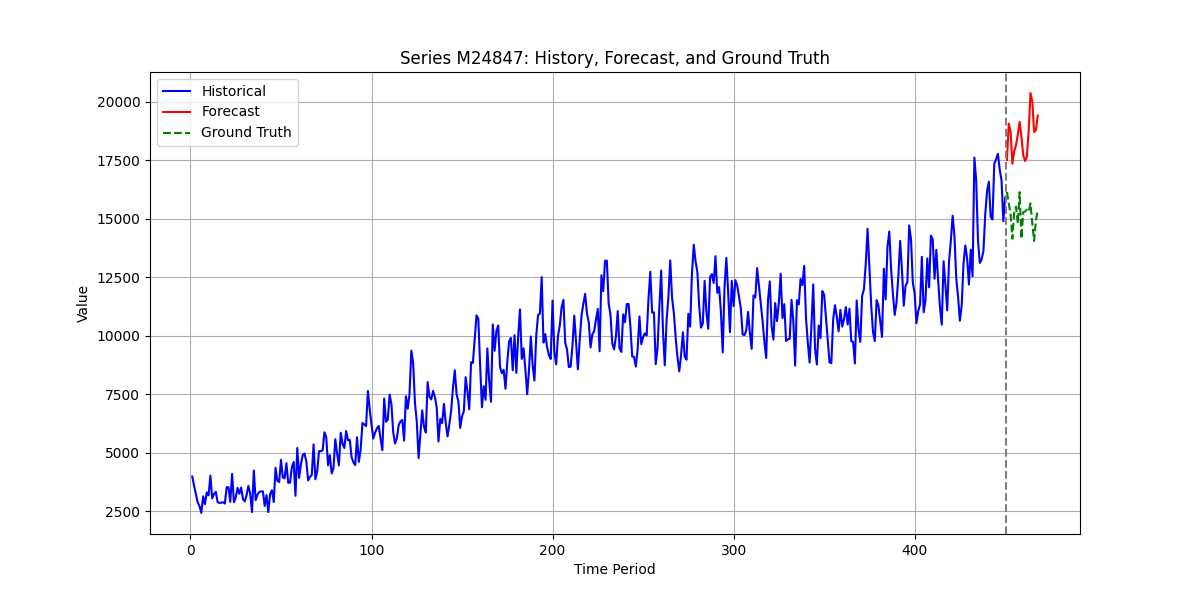 Series M24847: History, Forecast, and Ground Truth
Historical
Forecast
Ground Truth
20000
17500
15000
12500
10000
7500
5000
2500
Value
0
100
200
300
400
Time Period